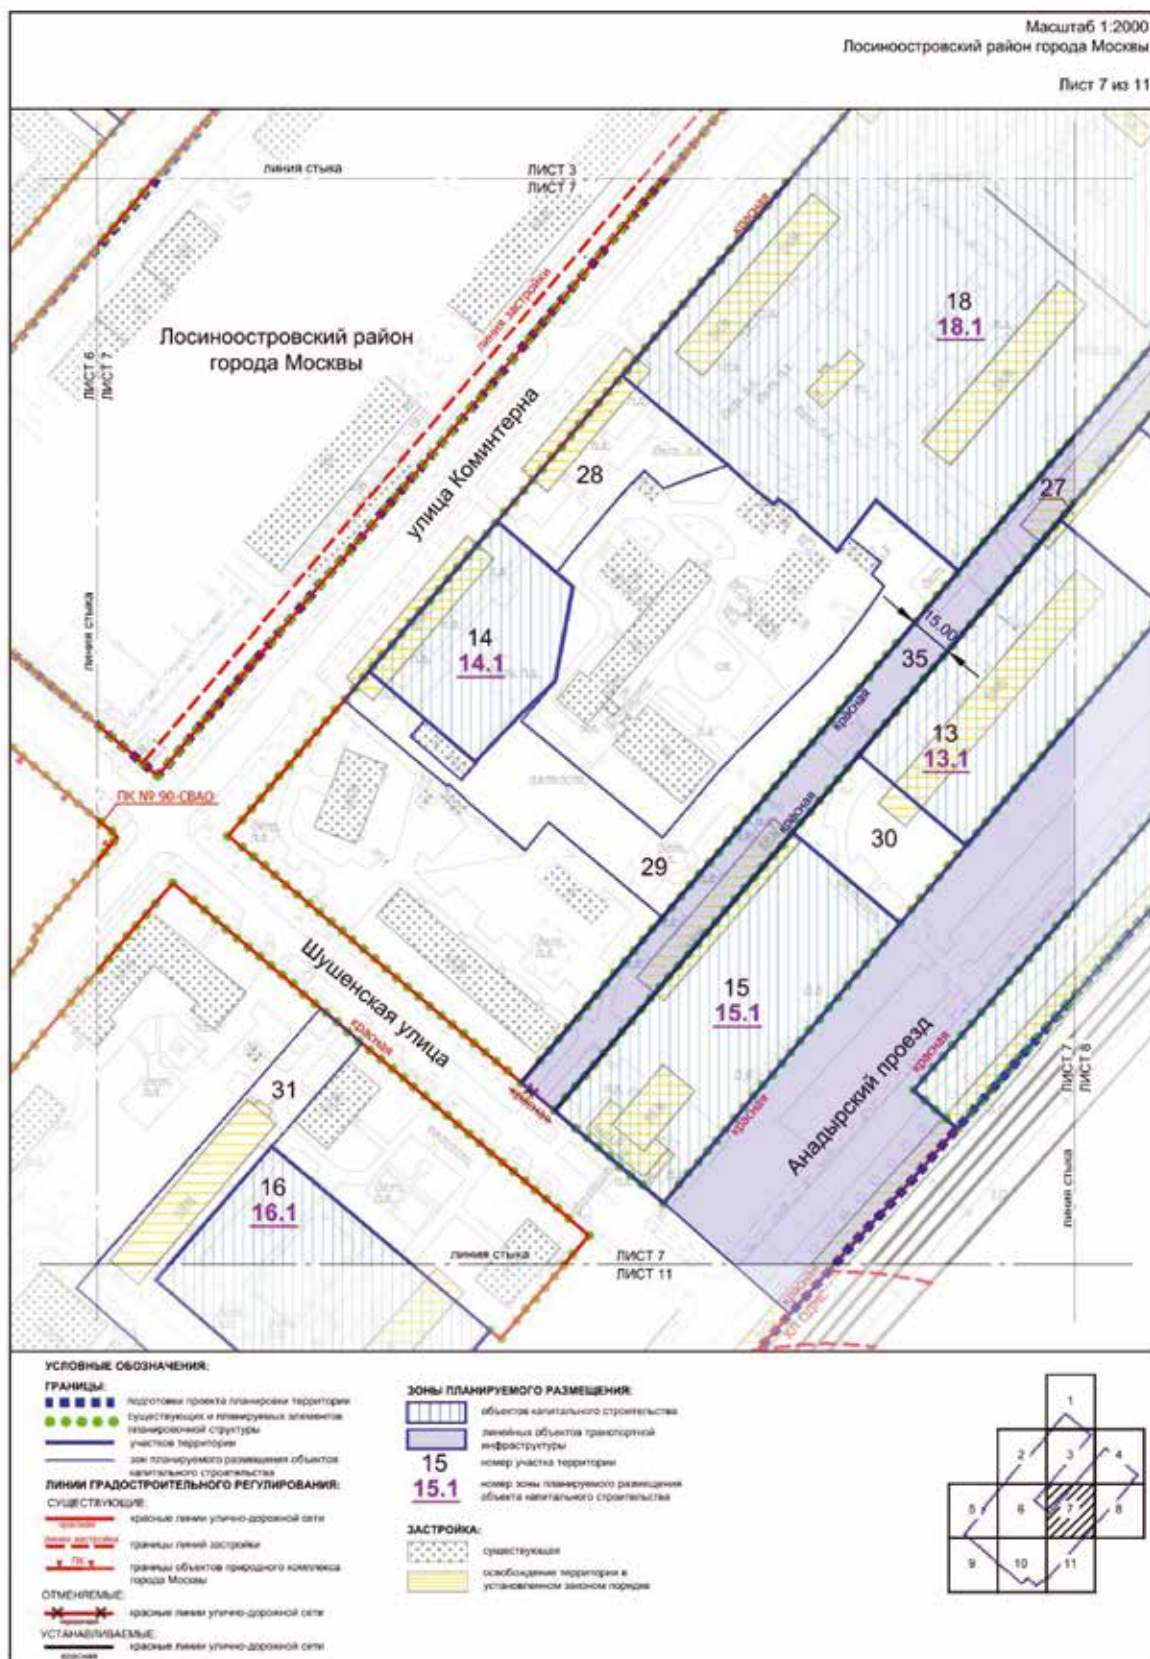 Масштаб 1:2000
Лосиноостровский район города Москвы
Лист 7 из 11
линия стыка
ЛИСТ 3
ЛИСТ 7
красная
линия застройки
Лосиноостровский район
города Москвы
ЛИСТ 6
ЛИСТ 7
18
18.1
улица Коминтерна
28
27
линия стыка
15.00
14
14.1
35
красная
13
13.1
ПК № 90-СВАО
красная
30
29
Шушенская улица
15
15.1
красная
красная
красная
Анадырский проезд
красная
ЛИСТ 7
ЛИСТ 8
31
16
16.1
линия стыка
линия стыка
ЛИСТ 7
ЛИСТ 11
красная
УСЛОВНЫЕ ОБОЗНАЧЕНИЯ:
ГРАНИЦЫ:
подготовки проекта планировки территории
существующих и планируемых элементов
планировочной структуры
участков территории
зон планируемого размещения объектов
капитального строительства
ЛИНИИ ГРАДОСТРОИТЕЛЬНОГО РЕГУЛИРОВАНИЯ:
СУЩЕСТВУЮЩИЕ:
красная
красные линии улично-дорожной сети
линия застройки
границы линий застройки
ПК
границы объектов природного комплекса
города Москвы
ОТМЕНЯЕМЫЕ:
красная
красные линии улично-дорожной сети
УСТАНАВЛИВАЕМЫЕ:
красная
красные линии улично-дорожной сети
ЗОНЫ ПЛАНИРУЕМОГО РАЗМЕЩЕНИЯ:
объектов капитального строительства
линейных объектов транспортной
инфраструктуры
15
номер участка территории
15.1
номер зоны планируемого размещения
объекта капитального строительства
ЗАСТРОЙКА:
существующая
освобождение территории в
установленном законом порядке
1
2
3
4
5
6
7
8
9
10
11